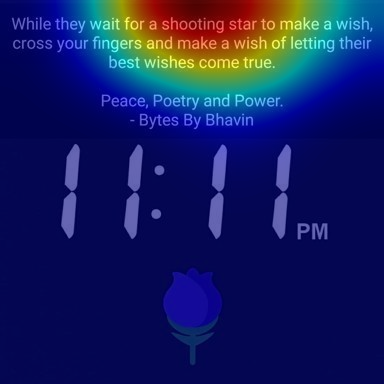 While they wait for a shooting star to make a wish,
cross your fingers and make a wish of letting their
best wishes come true.
Peace, Poetry and Power.
- Bytes By Bhavin
11:11 PM